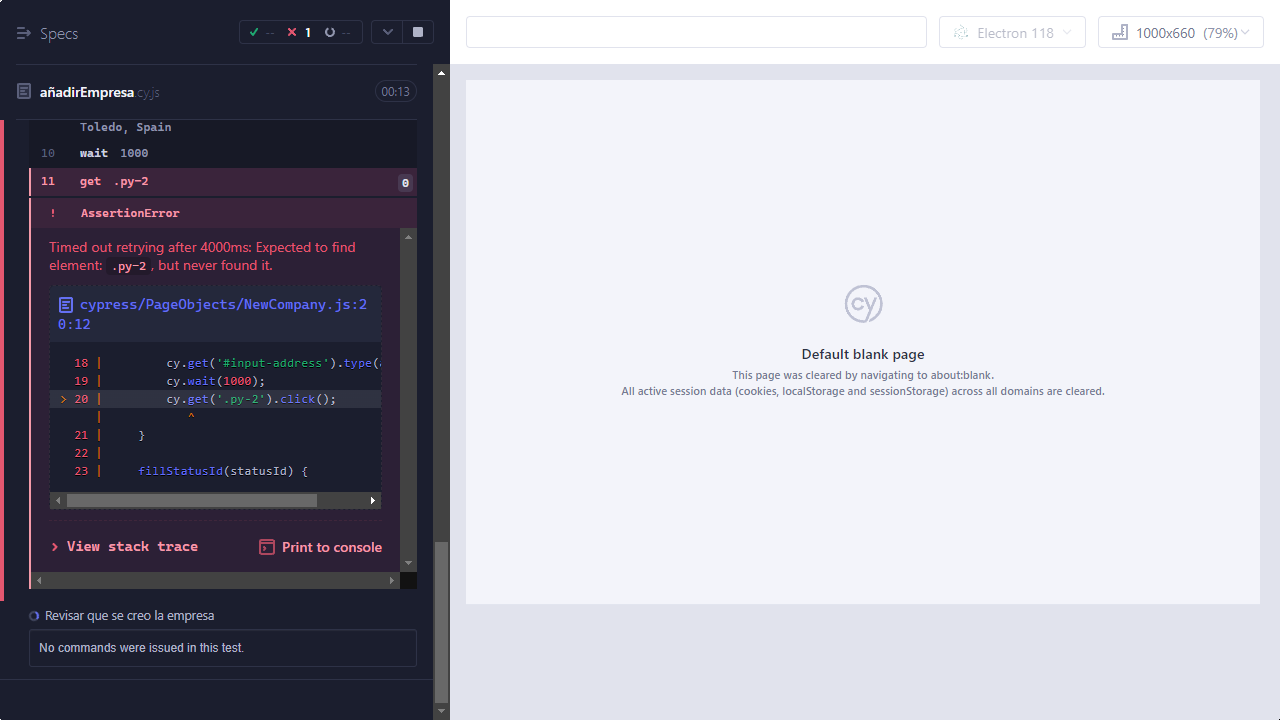 Specs
-- 1 --
Electron 118
1000x660 (79%)
añadirEmpresa.cy.js 00:13
Toledo, Spain
10 wait 1000
11 get .py-2 0
! AssertionError
Timed out retrying after 4000ms: Expected to find
element: .py-2, but never found it.
cypress/PageObjects/NewCompany.js:2
0:12
18 | cy.get('#input-address').type(
19 | cy.wait(1000);
> 20 | cy.get('.py-2').click();
| ^
21 | }
22 |
23 | fillStatusId(statusId) {
View stack trace Print to console
Revisar que se creo la empresa
No commands were issued in this test.
cy
Default blank page
This page was cleared by navigating to about:blank.
All active session data (cookies, localStorage and sessionStorage) across all domains are cleared.